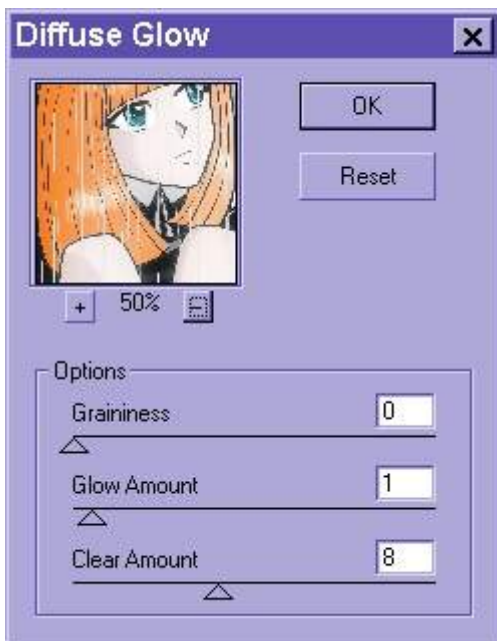 Diffuse Glow
OK
Reset
+ 50% -
Options
Graininess 0
Glow Amount 1
Clear Amount 8